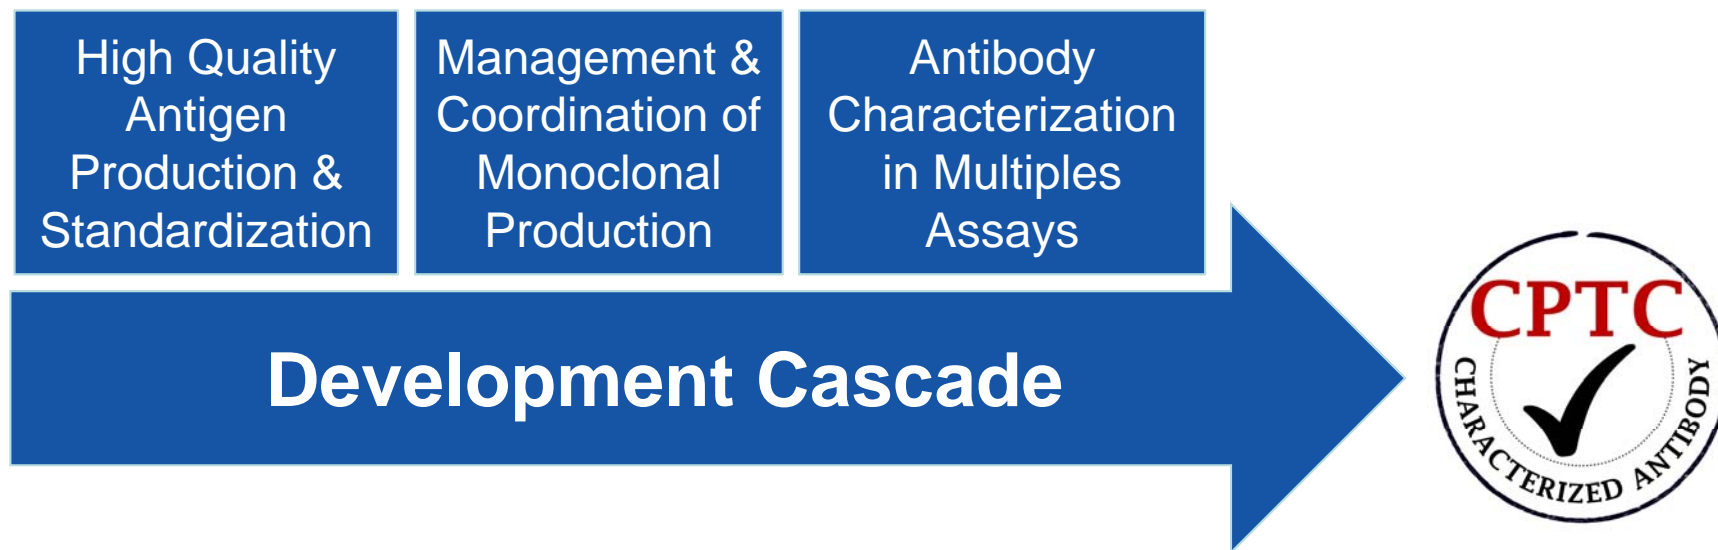 High Quality
Antigen
Production &
Standardization
Management &
Coordination of
Monoclonal
Production
Antibody
Characterization
in Multiples
Assays
Development Cascade
CPTC
CHARACTERIZED ANTIBODY